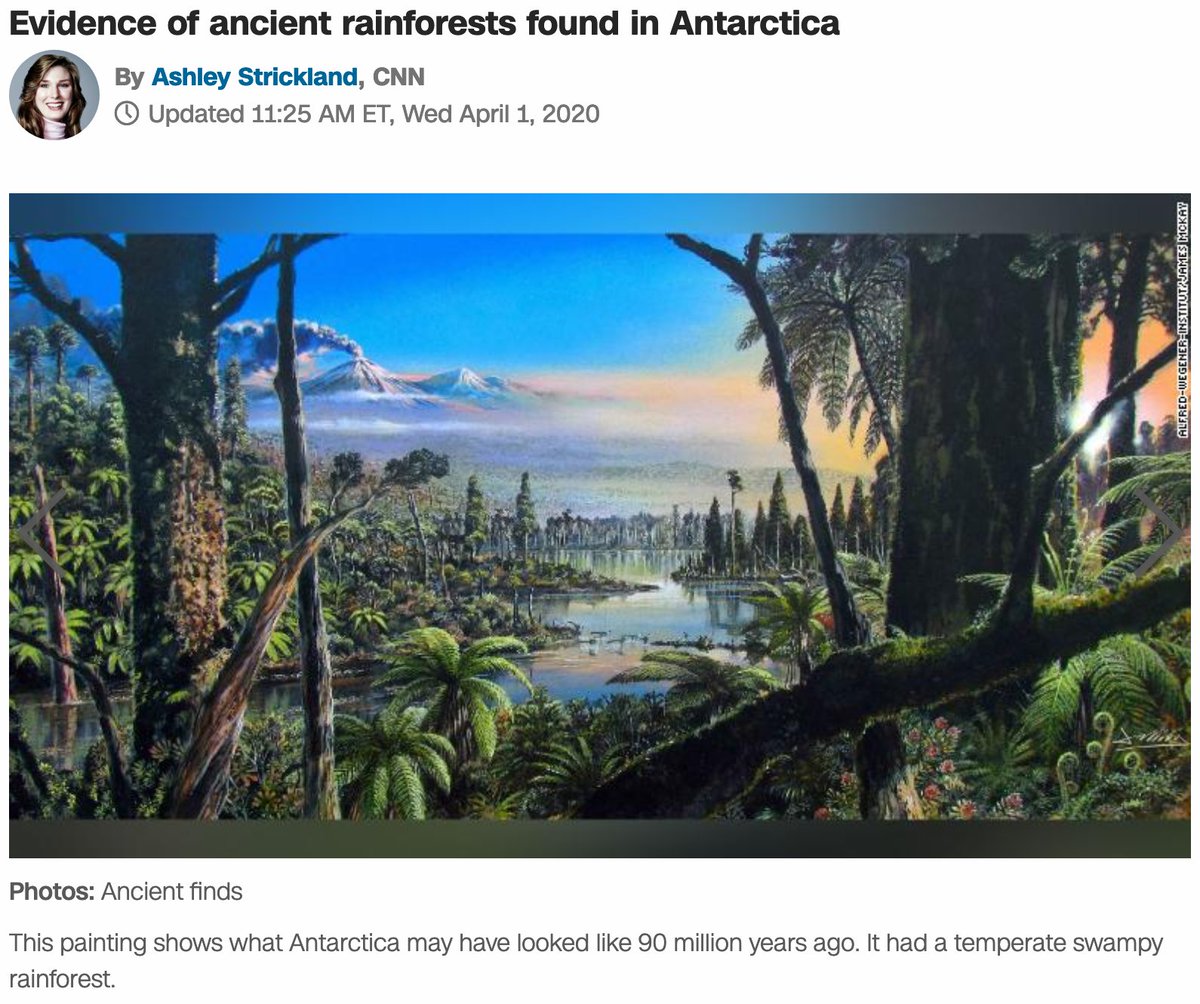 Evidence of ancient rainforests found in Antarctica
By Ashley Strickland, CNN
Updated 11:25 AM ET, Wed April 1, 2020
ALFRED-WEGENER-INSTITUT/JAMES MCKAY
Photos: Ancient finds
This painting shows what Antarctica may have looked like 90 million years ago. It had a temperate swampy
rainforest.